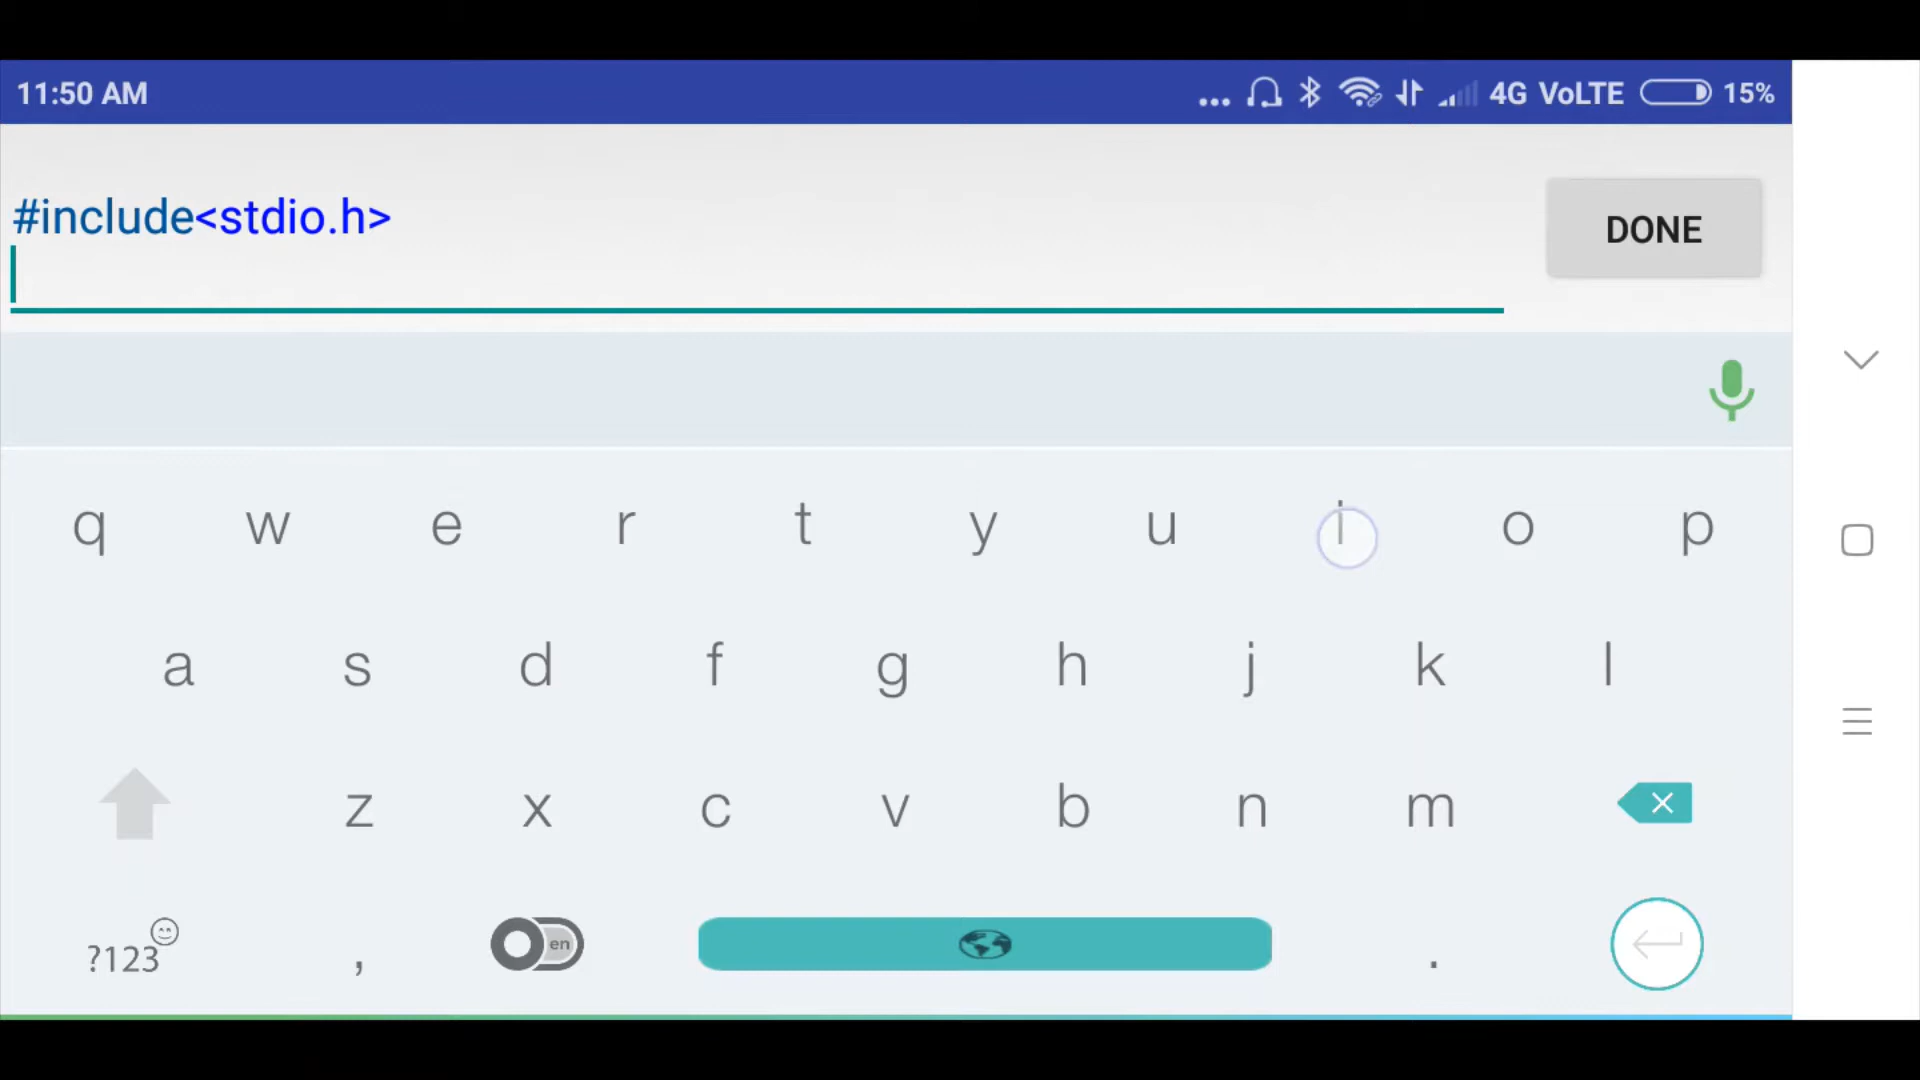 11:50 AM
... 4G VoLTE 15%
#include<stdio.h>
DONE
q w e r t y u i o p
a s d f g h j k l
z x c v b n m
?123 , en .